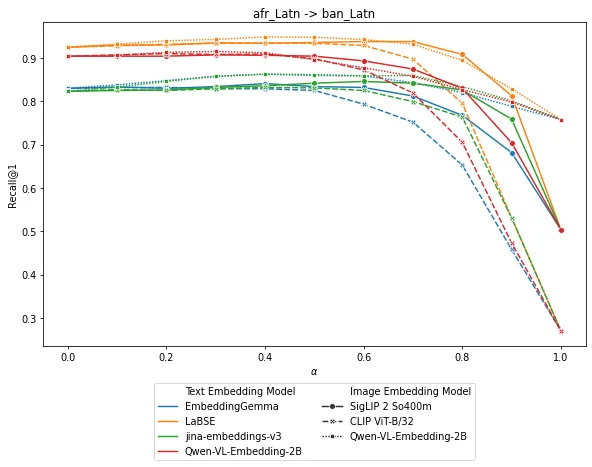 afr_Latn -> ban_Latn
Recall@1
0.9
0.8
0.7
0.6
0.5
0.4
0.3
0.0
0.2
0.4
0.6
0.8
1.0
α
Text Embedding Model
EmbeddingGemma
LaBSE
jina-embeddings-v3
Qwen-VL-Embedding-2B
Image Embedding Model
SigLIP 2 So400m
CLIP ViT-B/32
Qwen-VL-Embedding-2B